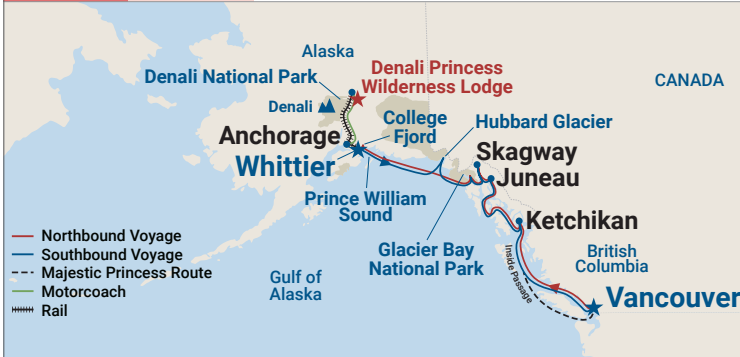 Alaska
Denali National Park
Denali Princess
Wilderness Lodge
CANADA
Denali
College
Fjord
Hubbard Glacier
Anchorage
Whittier
Skagway
Juneau
Prince William
Sound
Ketchikan
Glacier Bay
National Park
Northbound Voyage
Southbound Voyage
Majestic Princess Route
Motorcoach
Rail
Gulf of
Alaska
Inside Passage
British
Columbia
Vancouver